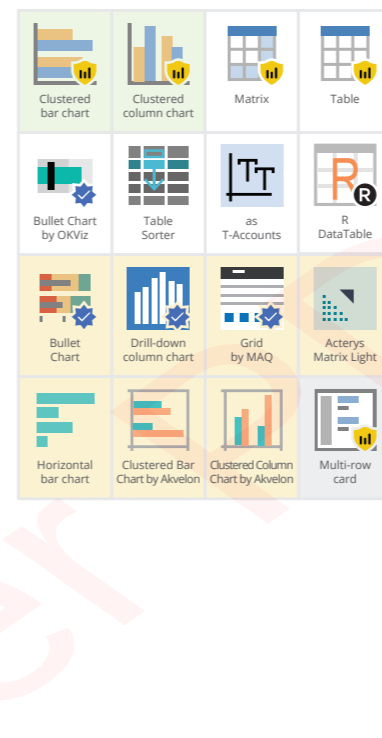 Clustered
bar chart
Clustered
column chart
Matrix
Table
Bullet Chart
by OKViz
Table
Sorter
TT
as
T-Accounts
R
R
R
DataTable
Bullet
Chart
Drill-down
column chart
Grid
by MAQ
Acterys
Matrix Light
Horizontal
bar chart
Clustered Bar
Chart by Akvelon
Clustered Column
Chart by Akvelon
Multi-row
card